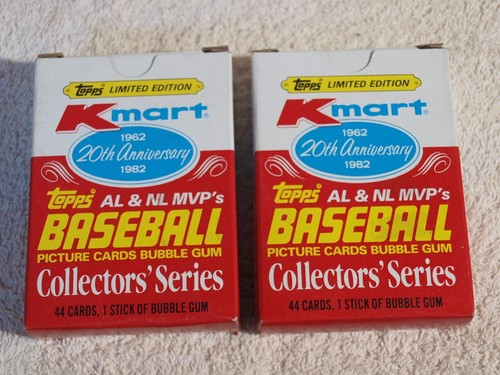 Topps LIMITED EDITION
Kmart®
1962
20th Anniversary
1982
Topps® AL & NL MVP's
BASEBALL
PICTURE CARDS BUBBLE GUM
Collectors' Series
44 CARDS, 1 STICK OF BUBBLE GUM
Topps LIMITED EDITION
Kmart®
1962
20th Anniversary
1982
Topps® AL & NL MVP's
BASEBALL
PICTURE CARDS BUBBLE GUM
Collectors' Series
44 CARDS, 1 STICK OF BUBBLE GUM